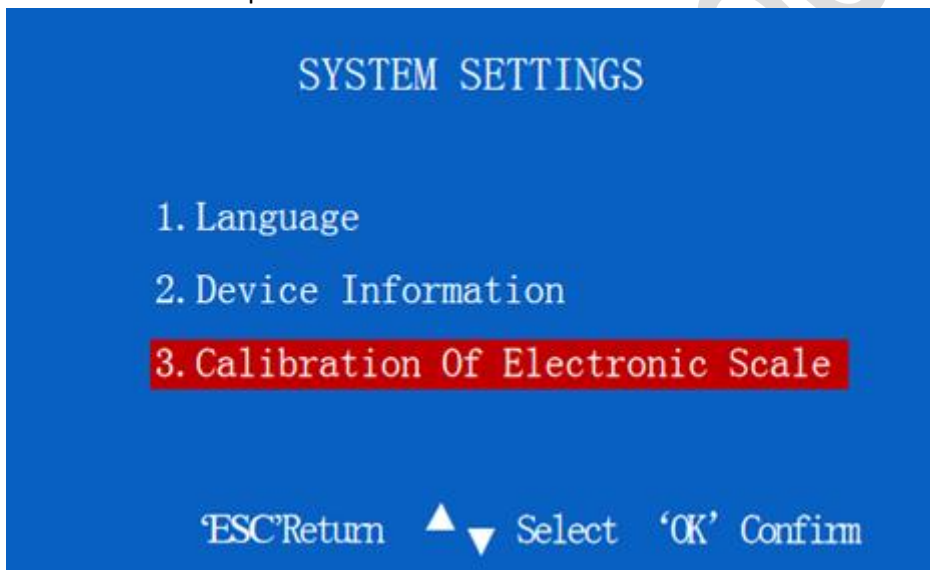 SYSTEM SETTINGS
1. Language
2. Device Information
3. Calibration Of Electronic Scale
‘ESC’Return ▲▼ Select ‘OK’ Confirm